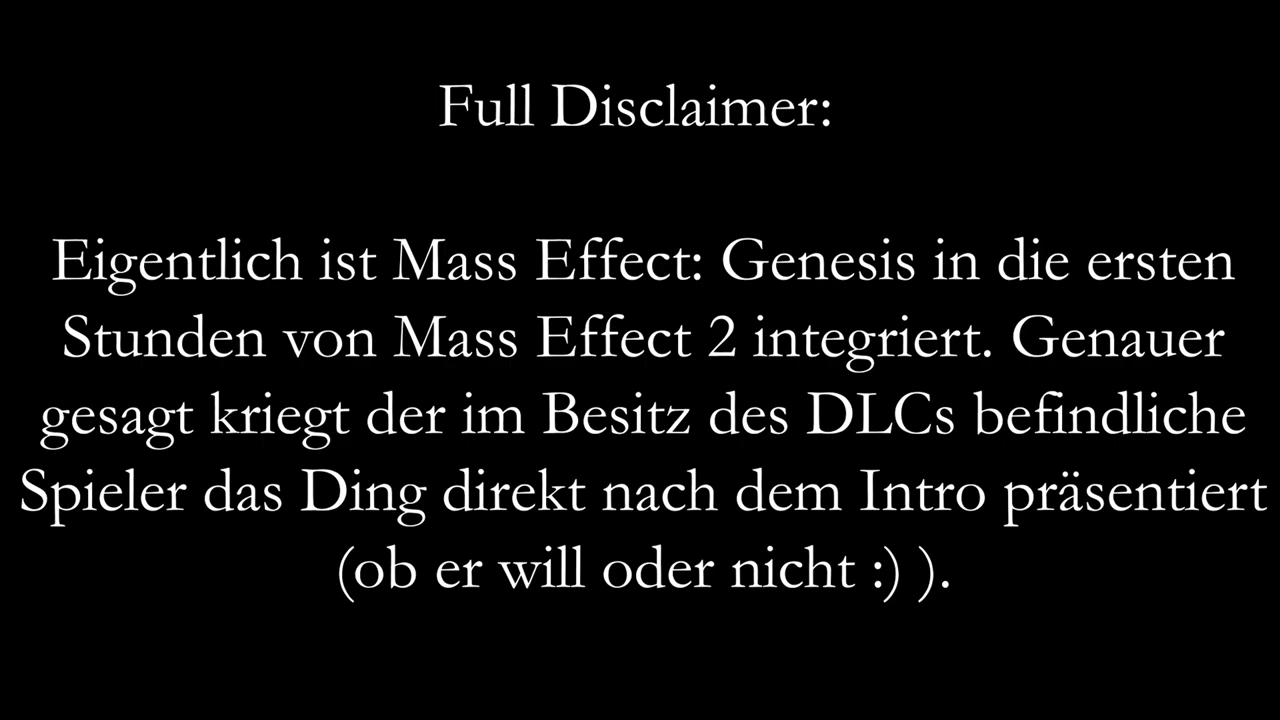 Full Disclaimer:
Eigentlich ist Mass Effect: Genesis in die ersten
Stunden von Mass Effect 2 integriert. Genauer
gesagt kriegt der im Besitz des DLCs befindliche
Spieler das Ding direkt nach dem Intro präsentiert
(ob er will oder nicht :) ).